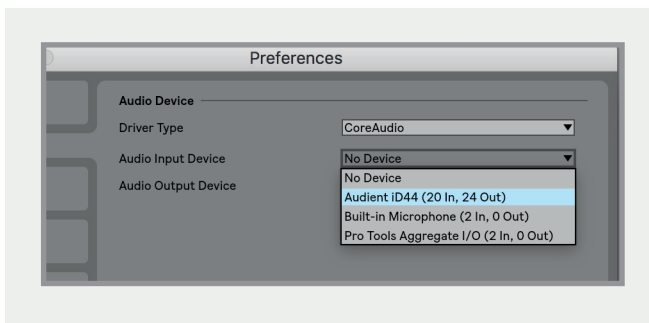 Preferences
Audio Device
Driver Type CoreAudio
Audio Input Device No Device
No Device
Audio Output Device
Audient iD44 (20 In, 24 Out)
Built-in Microphone (2 In, 0 Out)
Pro Tools Aggregate I/O (2 In, 0 Out)